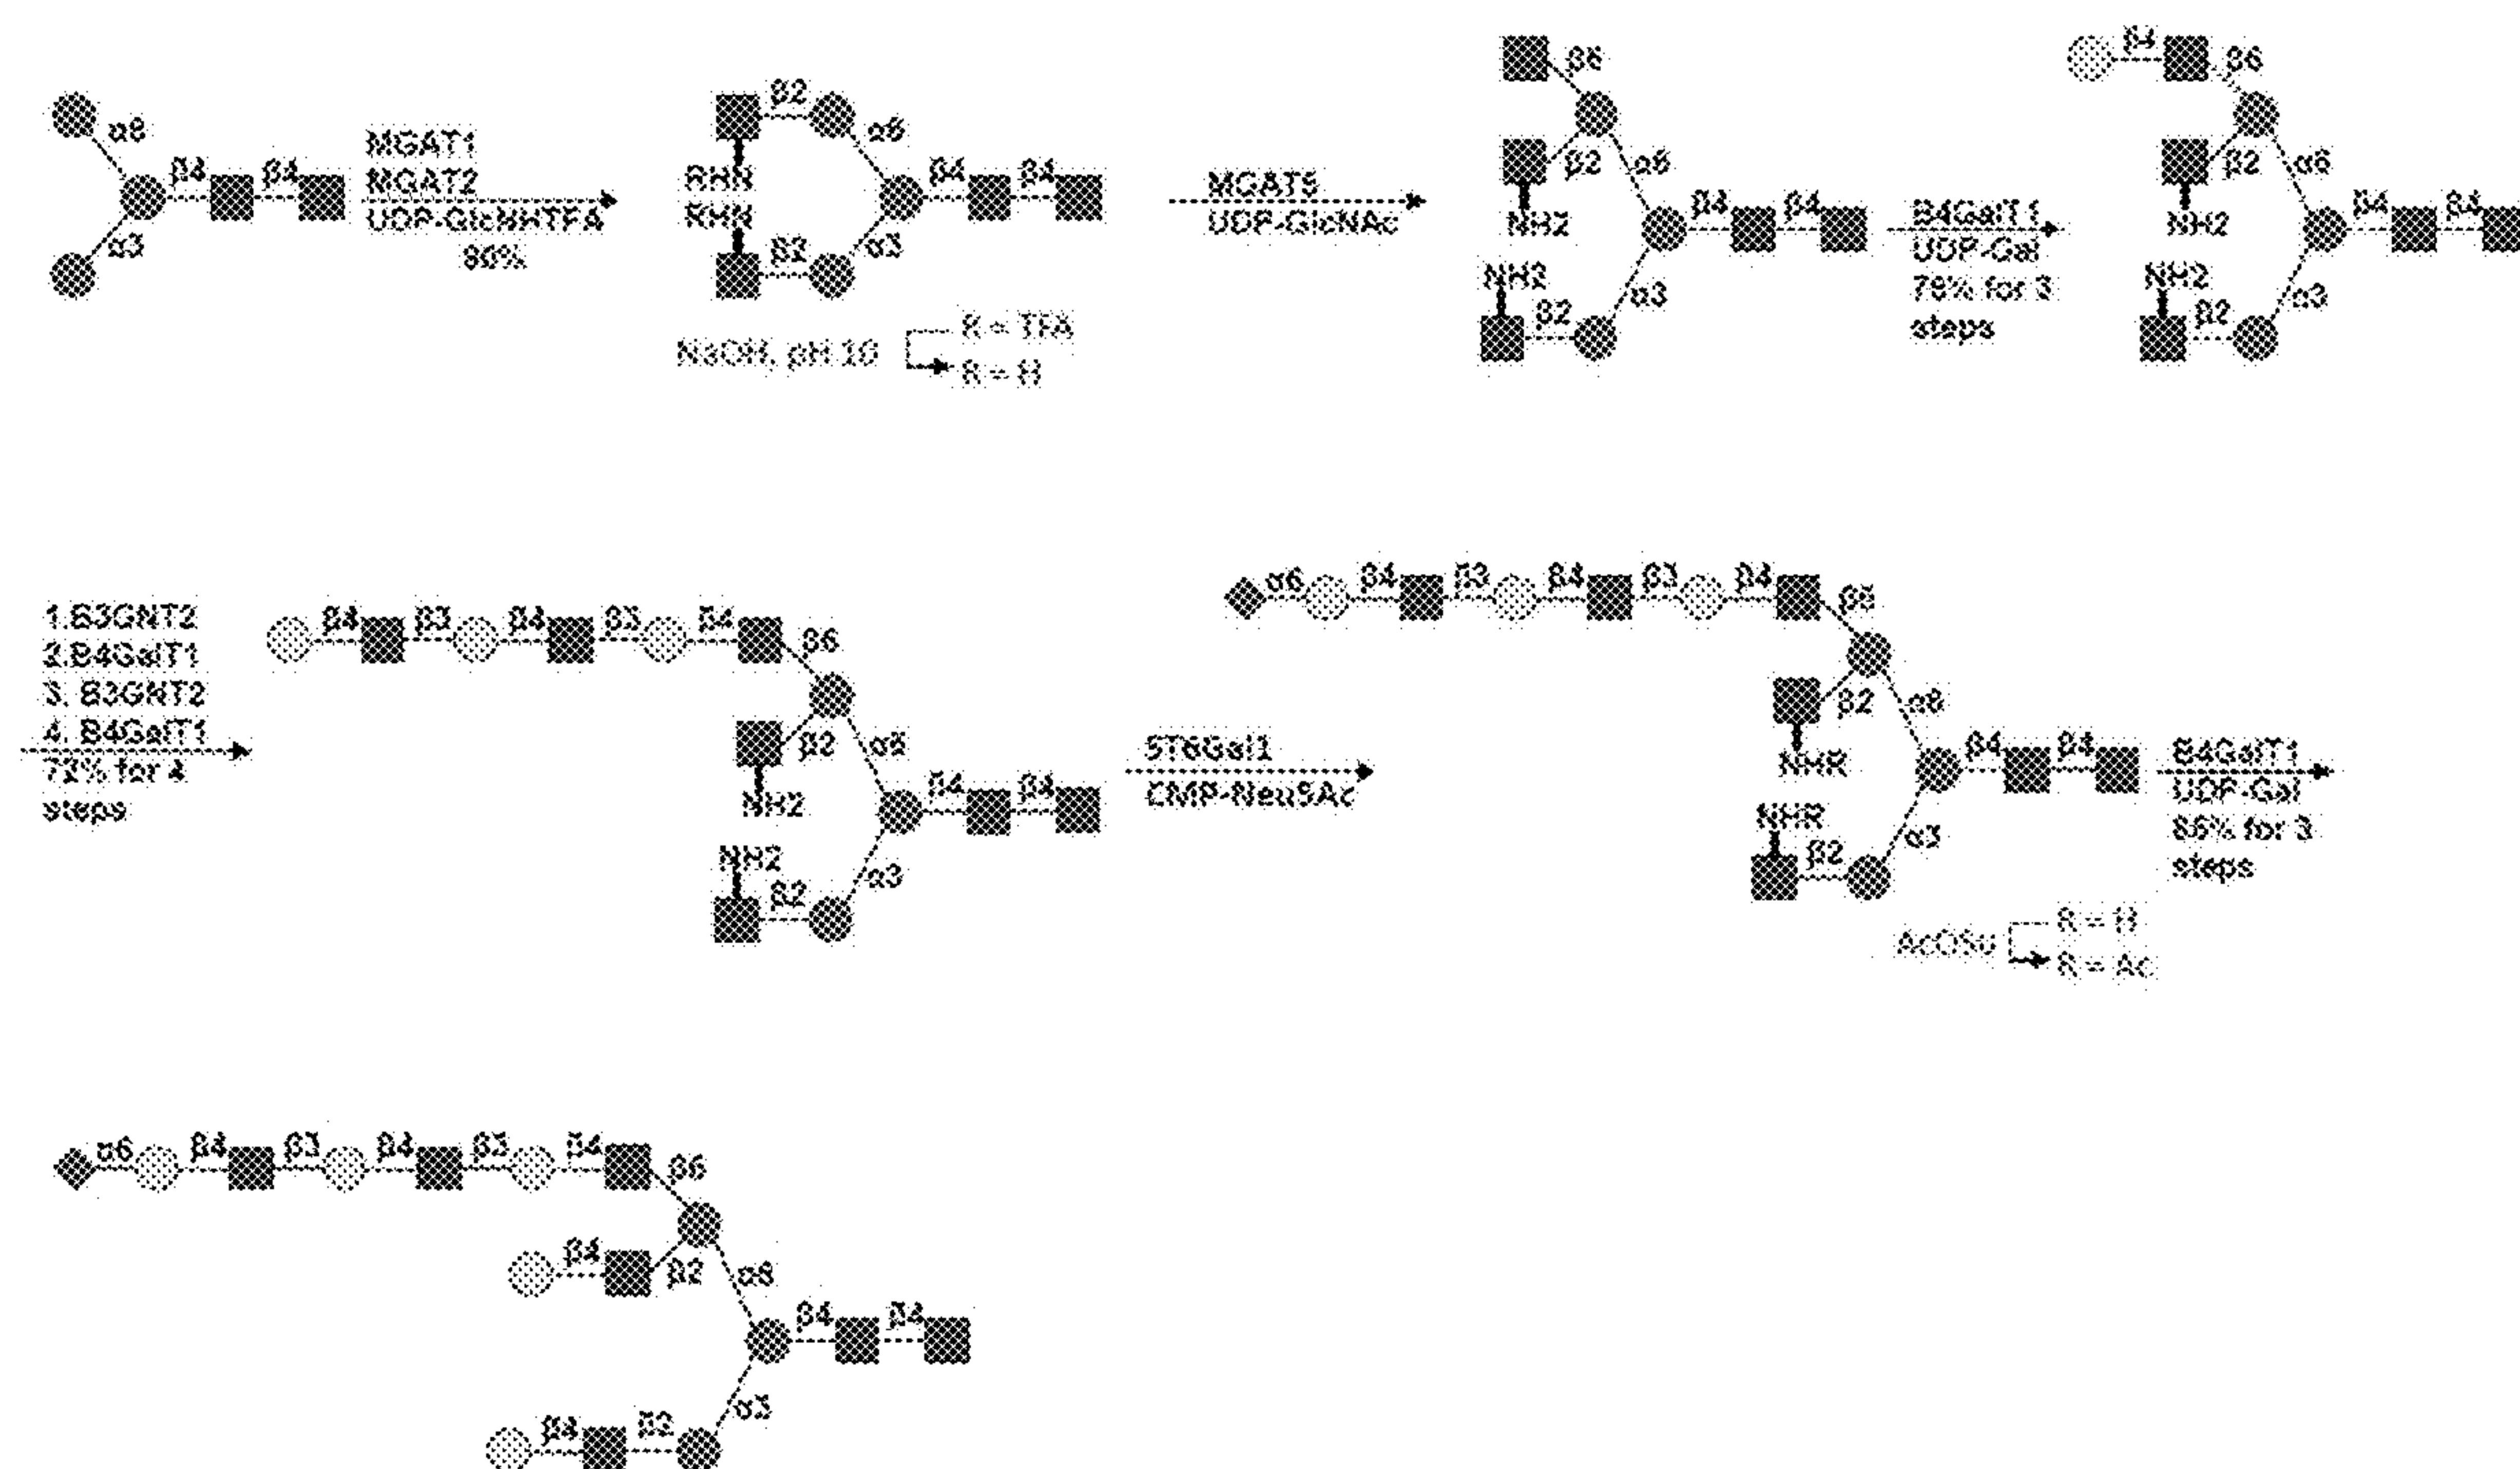 α6
α3
β4
β4
MGAT1
MGAT2
UDP-GlcNHTFA
90%
β2
α6
RHN
RHN
β2
α3
β4
β4
NaOH, pH 10
R = TFA
R = H
MGAT5
UDP-GlcNAc
β6
β2
α6
NH2
NH2
β2
α3
β4
β4
B4GalT1
UDP-Gal
78% for 3
steps
β4
β6
β2
α6
NH2
NH2
β2
α3
β4
β4
1.B3GNT2
2.B4GalT1
3. B3GNT2
4. B4GalT1
72% for 4
steps
β4
β3
β4
β3
β4
β6
β2
α6
NH2
NH2
β2
α3
β4
β4
ST6Gal1
CMP-Neu5Ac
α6
β4
β3
β4
β3
β4
β6
β2
α6
NHR
NHR
β2
α3
β4
β4
AcOSu
R = H
R = Ac
B4GalT1
UDP-Gal
86% for 3
steps
α6
β4
β3
β4
β3
β4
β6
β4
β2
α6
β4
β4
α3
β4
β2